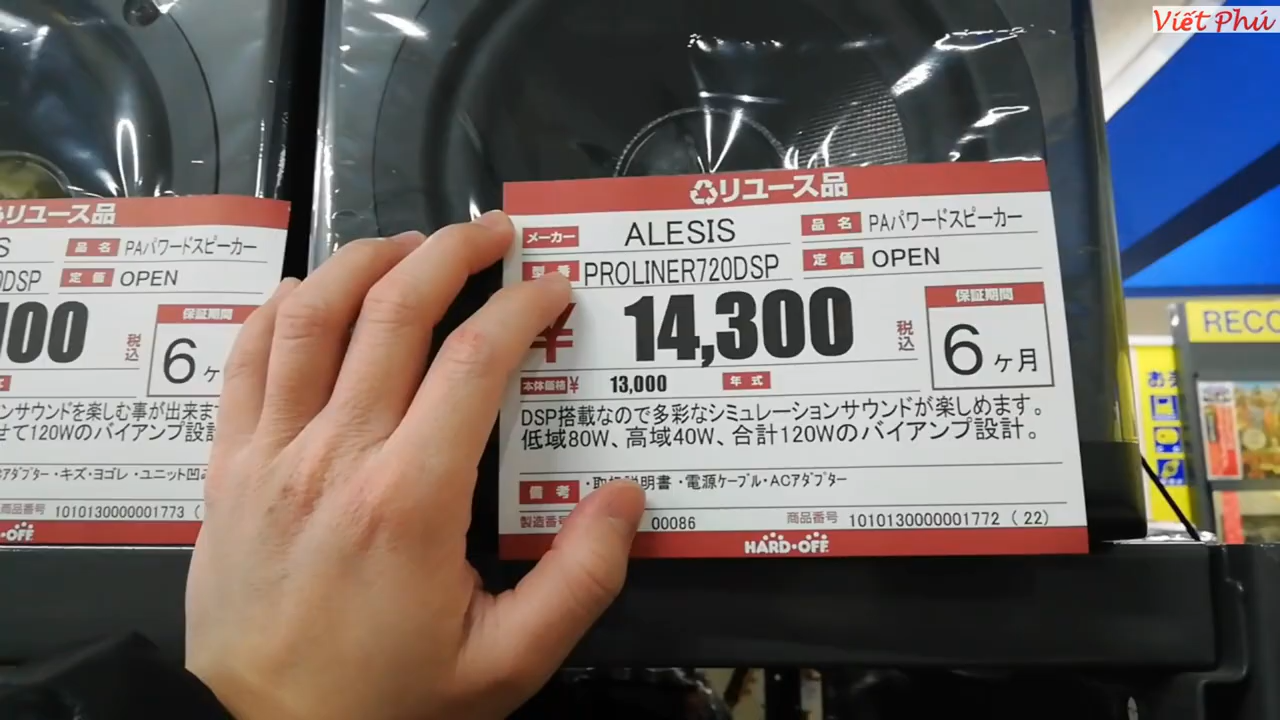 Viết Phú
リユース品
メーカー ALESIS
品名 PAパワードスピーカー
型番 PROLINER720DSP
定価 OPEN
¥ 14,300 税込
保証期間
6ヶ月
本体価格¥ 13,000 年式
DSP搭載なので多彩なシミュレーションサウンドが楽しめます。
低域80W、高域40W、合計120Wのバイアンプ設計。
備考 ・取扱説明書・電源ケーブル・ACアダプター
製造番号 00086 商品番号 1010130000001772 (22)
HARD・OFF
リユース品
S 品名 PAパワードスピーカー
0DSP 定価 OPEN
100 税込
保証期間
6ヶ
ンサウンドを楽しむ事が出来ま
せて120Wのバイアンプ設
Cアダプター・キズ・ヨゴレ・ユニット凹
商品番号 1010130000001773 (
OFF
RECO
お